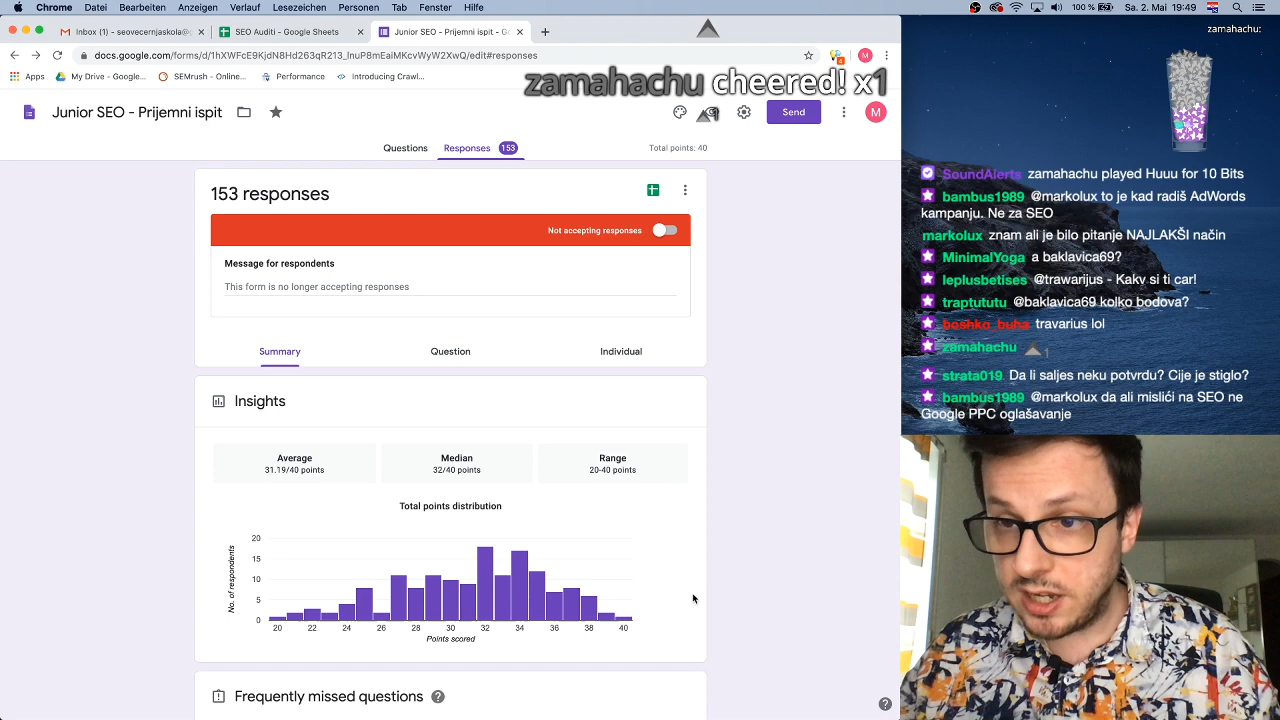 Chrome Datei Bearbeiten Anzeigen Verlauf Lesezeichen Personen Tab Fenster Hilfe
100 % Sa. 2. Mai 19:49
Inbox (1) - seovecernjaskola@g
SEO Auditi - Google Sheets
Junior SEO - Prijemni ispit - Go
docs.google.com/forms/d/1hXWFcE9KjdN8Hd263qR213_lnuP8mEaiMKcvWyW2XwQ/edit#responses
Apps
My Drive - Google...
SEMrush - Online...
Performance
Introducing Crawl...
zamahachu cheered! x1
Junior SEO - Prijemni ispit
1
Send
M
Questions
Responses 153
Total points: 40
153 responses
Not accepting responses
Message for respondents
This form is no longer accepting responses
Summary
Question
Individual
Insights
Average
31.19/40 points
Median
32/40 points
Range
20-40 points
Total points distribution
No. of respondents
20
15
10
5
0
20 22 24 26 28 30 32 34 36 38 40
Points scored
Frequently missed questions
zamahachu:
SoundAlerts zamahachu played Huuu for 10 Bits
bambus1989 @markolux to je kad radiš AdWords
kampanju. Ne za SEO
markolux znam ali je bilo pitanje NAJLAKŠI način
MinimalYoga a baklavica69?
leplusbetises @trawarijus - Kakv si ti car!
traptututu @baklavica69 kolko bodova?
boshko_buha travarius lol
zamahachu 1
strata019 Da li saljes neku potvrdu? Cije je stiglo?
bambus1989 @markolux da ali mislići na SEO ne
Google PPC oglašavanje